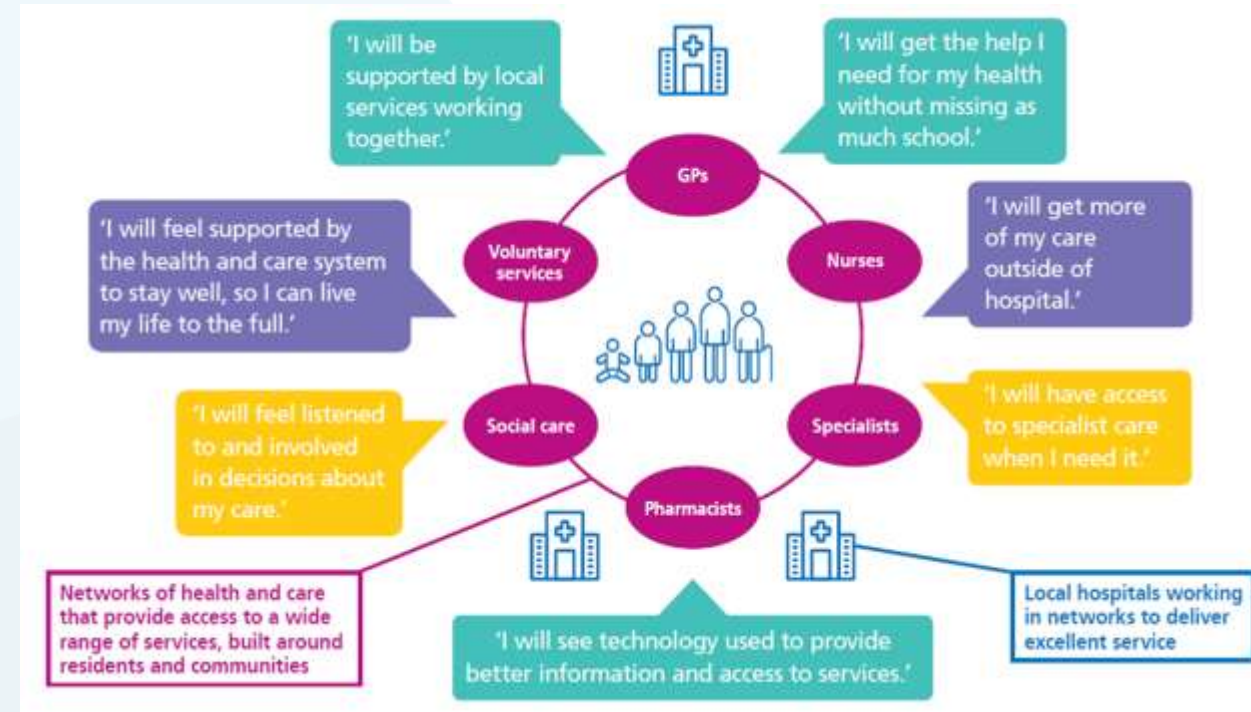 'I will be
supported by local
services working
together.'
'I will get the help I
need for my health
without missing as
much school.'
GPs
'I will feel supported by
the health and care system
to stay well, so I can live
my life to the full.'
Voluntary
services
Nurses
'I will get more
of my care
outside of
hospital.'
'I will feel listened
to and involved
in decisions about
my care.'
Social care
Specialists
'I will have access
to specialist care
when I need it.'
Pharmacists
Networks of health and care
that provide access to a wide
range of services, built around
residents and communities
'I will see technology used to provide
better information and access to services.'
Local hospitals working
in networks to deliver
excellent service